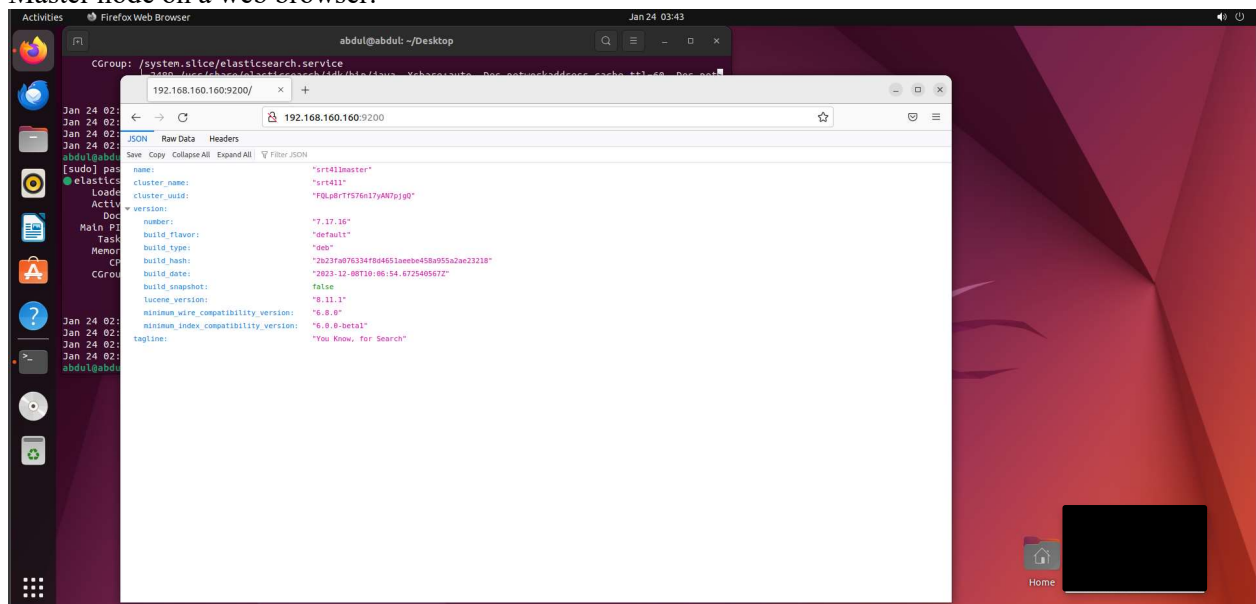 Master node on a web browser.
Activities Firefox Web Browser Jan 24 03:43
abdul@abdul: ~/Desktop
CGroup: /system.slice/elasticsearch.service
192.168.160.160:9200/
192.168.160.160:9200
JSON Raw Data Headers
Save Copy Collapse All Expand All Filter JSON
name: "srt411master"
cluster_name: "srt411"
cluster_uuid: "FQLpBrTfS76n17yAN7pjgQ"
version:
number: "7.17.16"
build_flavor: "default"
build_type: "deb"
build_hash: "2b23fa076334f8d4651aeebe458a955a2ae23218"
build_date: "2023-12-08T10:06:54.672540567Z"
build_snapshot: false
lucene_version: "8.11.1"
minimum_wire_compatibility_version: "6.8.0"
minimum_index_compatibility_version: "6.0.0-beta1"
tagline: "You Know, for Search"
Jan 24 02:
Jan 24 02:
Jan 24 02:
Jan 24 02:
abdul@abdu
[sudo] pas
elastics
Loade
Activ
Doc
Main PI
Task
Memor
CP
CGrou
Jan 24 02:
Jan 24 02:
Jan 24 02:
Jan 24 02:
abdul@abdu
Home